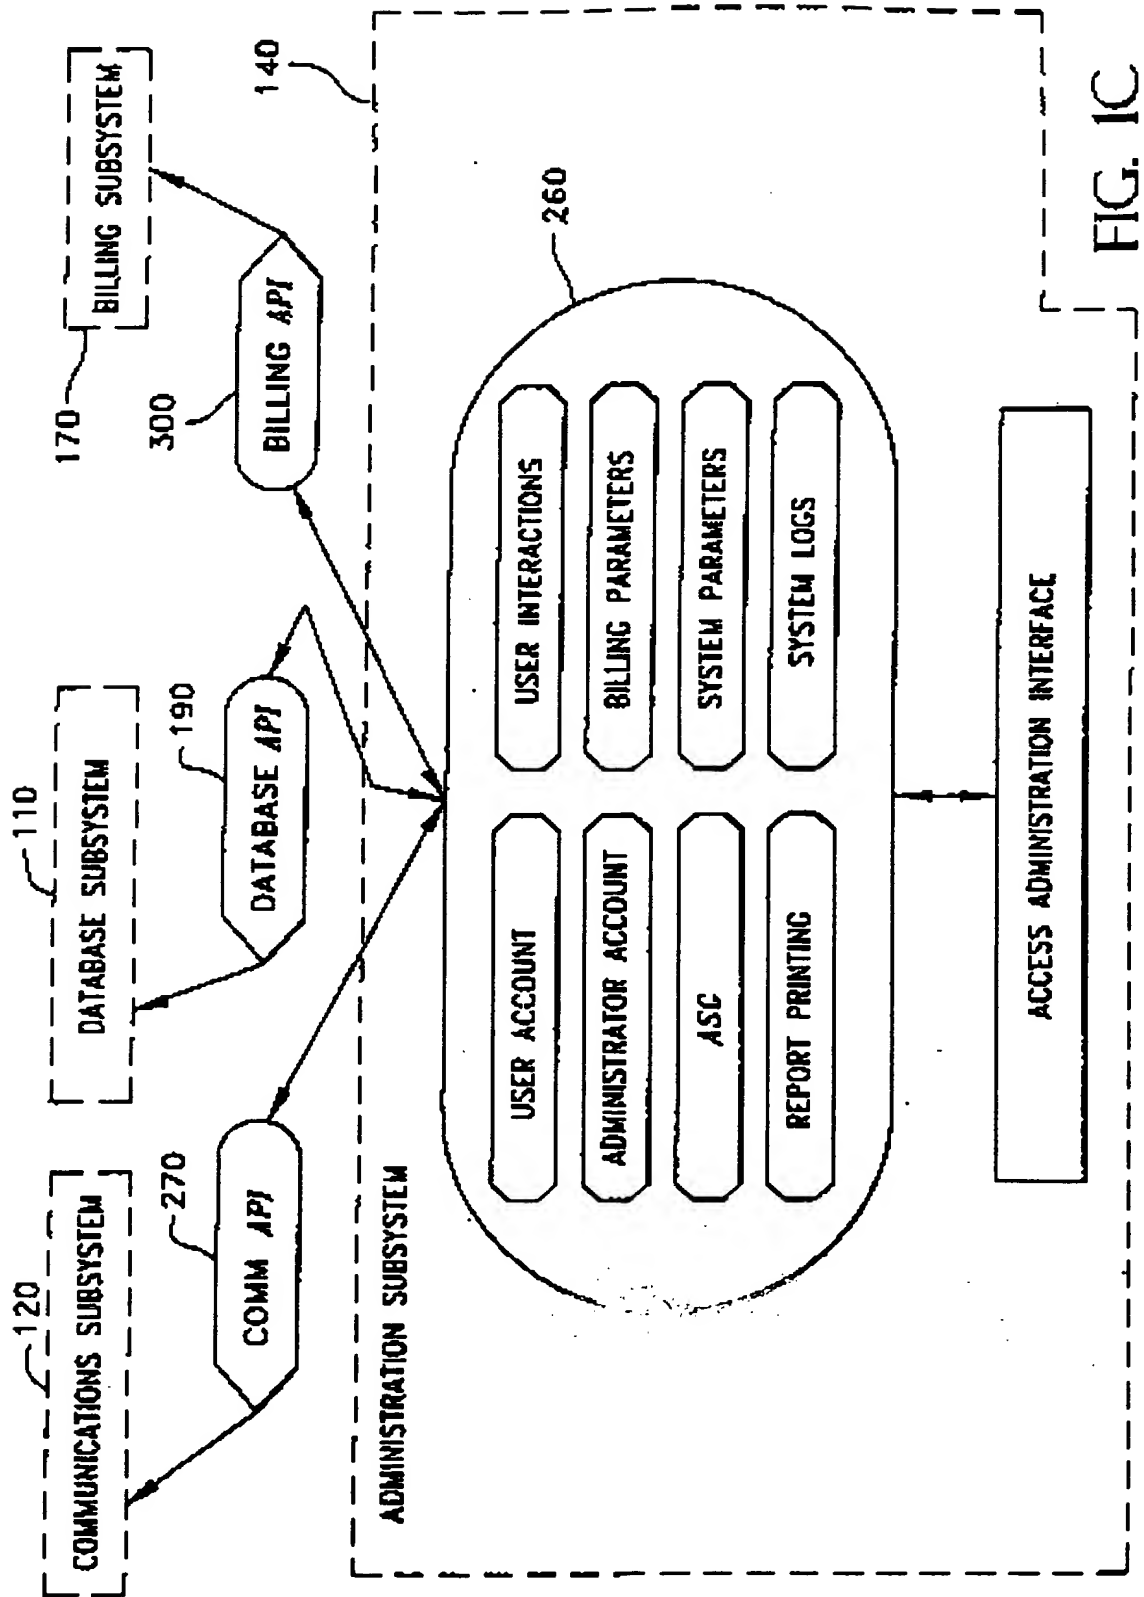 120
COMMUNICATIONS SUBSYSTEM
110
DATABASE SUBSYSTEM
170
BILLING SUBSYSTEM
270
COMM API
190
DATABASE API
300
BILLING API
140
ADMINISTRATION SUBSYSTEM
260
USER ACCOUNT
USER INTERACTIONS
ADMINISTRATOR ACCOUNT
BILLING PARAMETERS
ASC
SYSTEM PARAMETERS
REPORT PRINTING
SYSTEM LOGS
ACCESS ADMINISTRATION INTERFACE
FIG. 1C